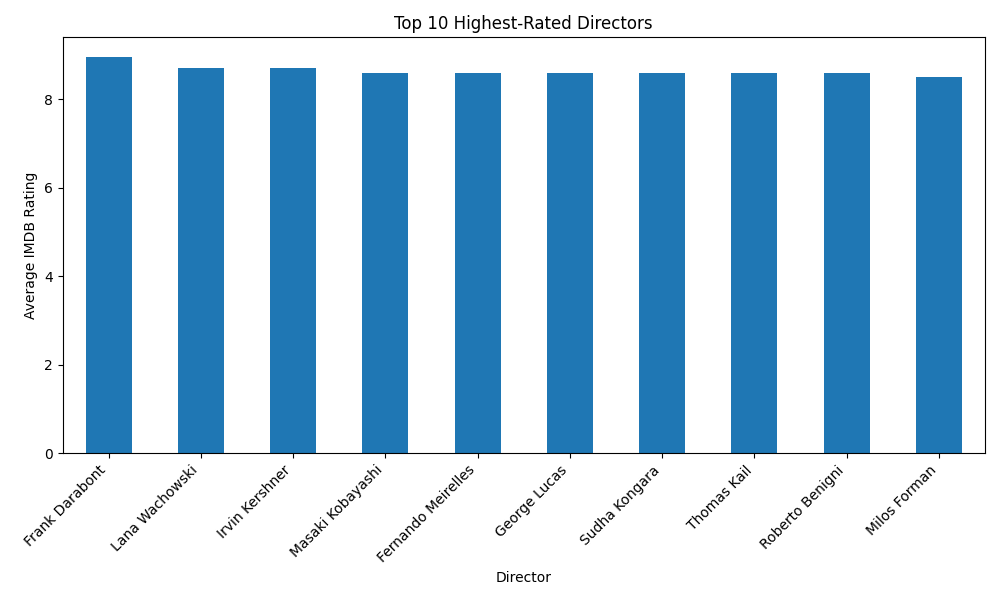 Top 10 Highest-Rated Directors
Average IMDB Rating
8
6
4
2
0
Frank Darabont
Lana Wachowski
Irvin Kershner
Masaki Kobayashi
Fernando Meirelles
George Lucas
Sudha Kongara
Thomas Kail
Roberto Benigni
Milos Forman
Director